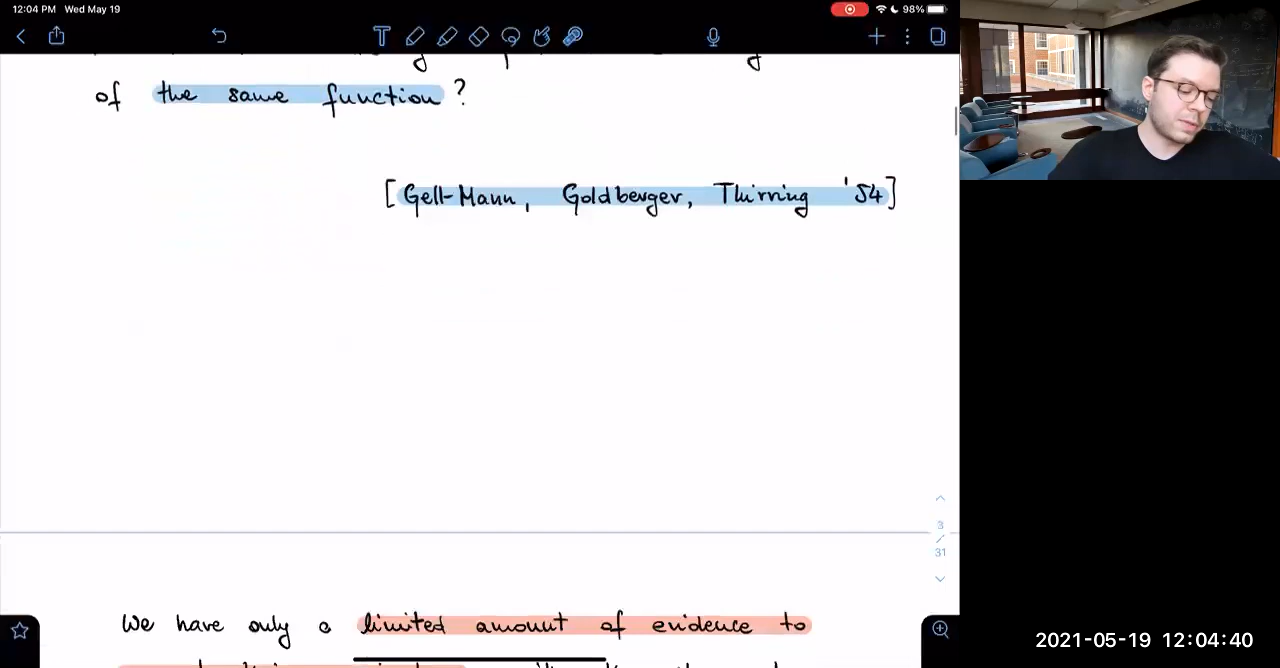 12:04 PM Wed May 19
98%
of the same function ?
[Gell-Mann, Goldberger, Thirring '54]
3
/
31
We have only a limited amount of evidence to
2021-05-19 12:04:40